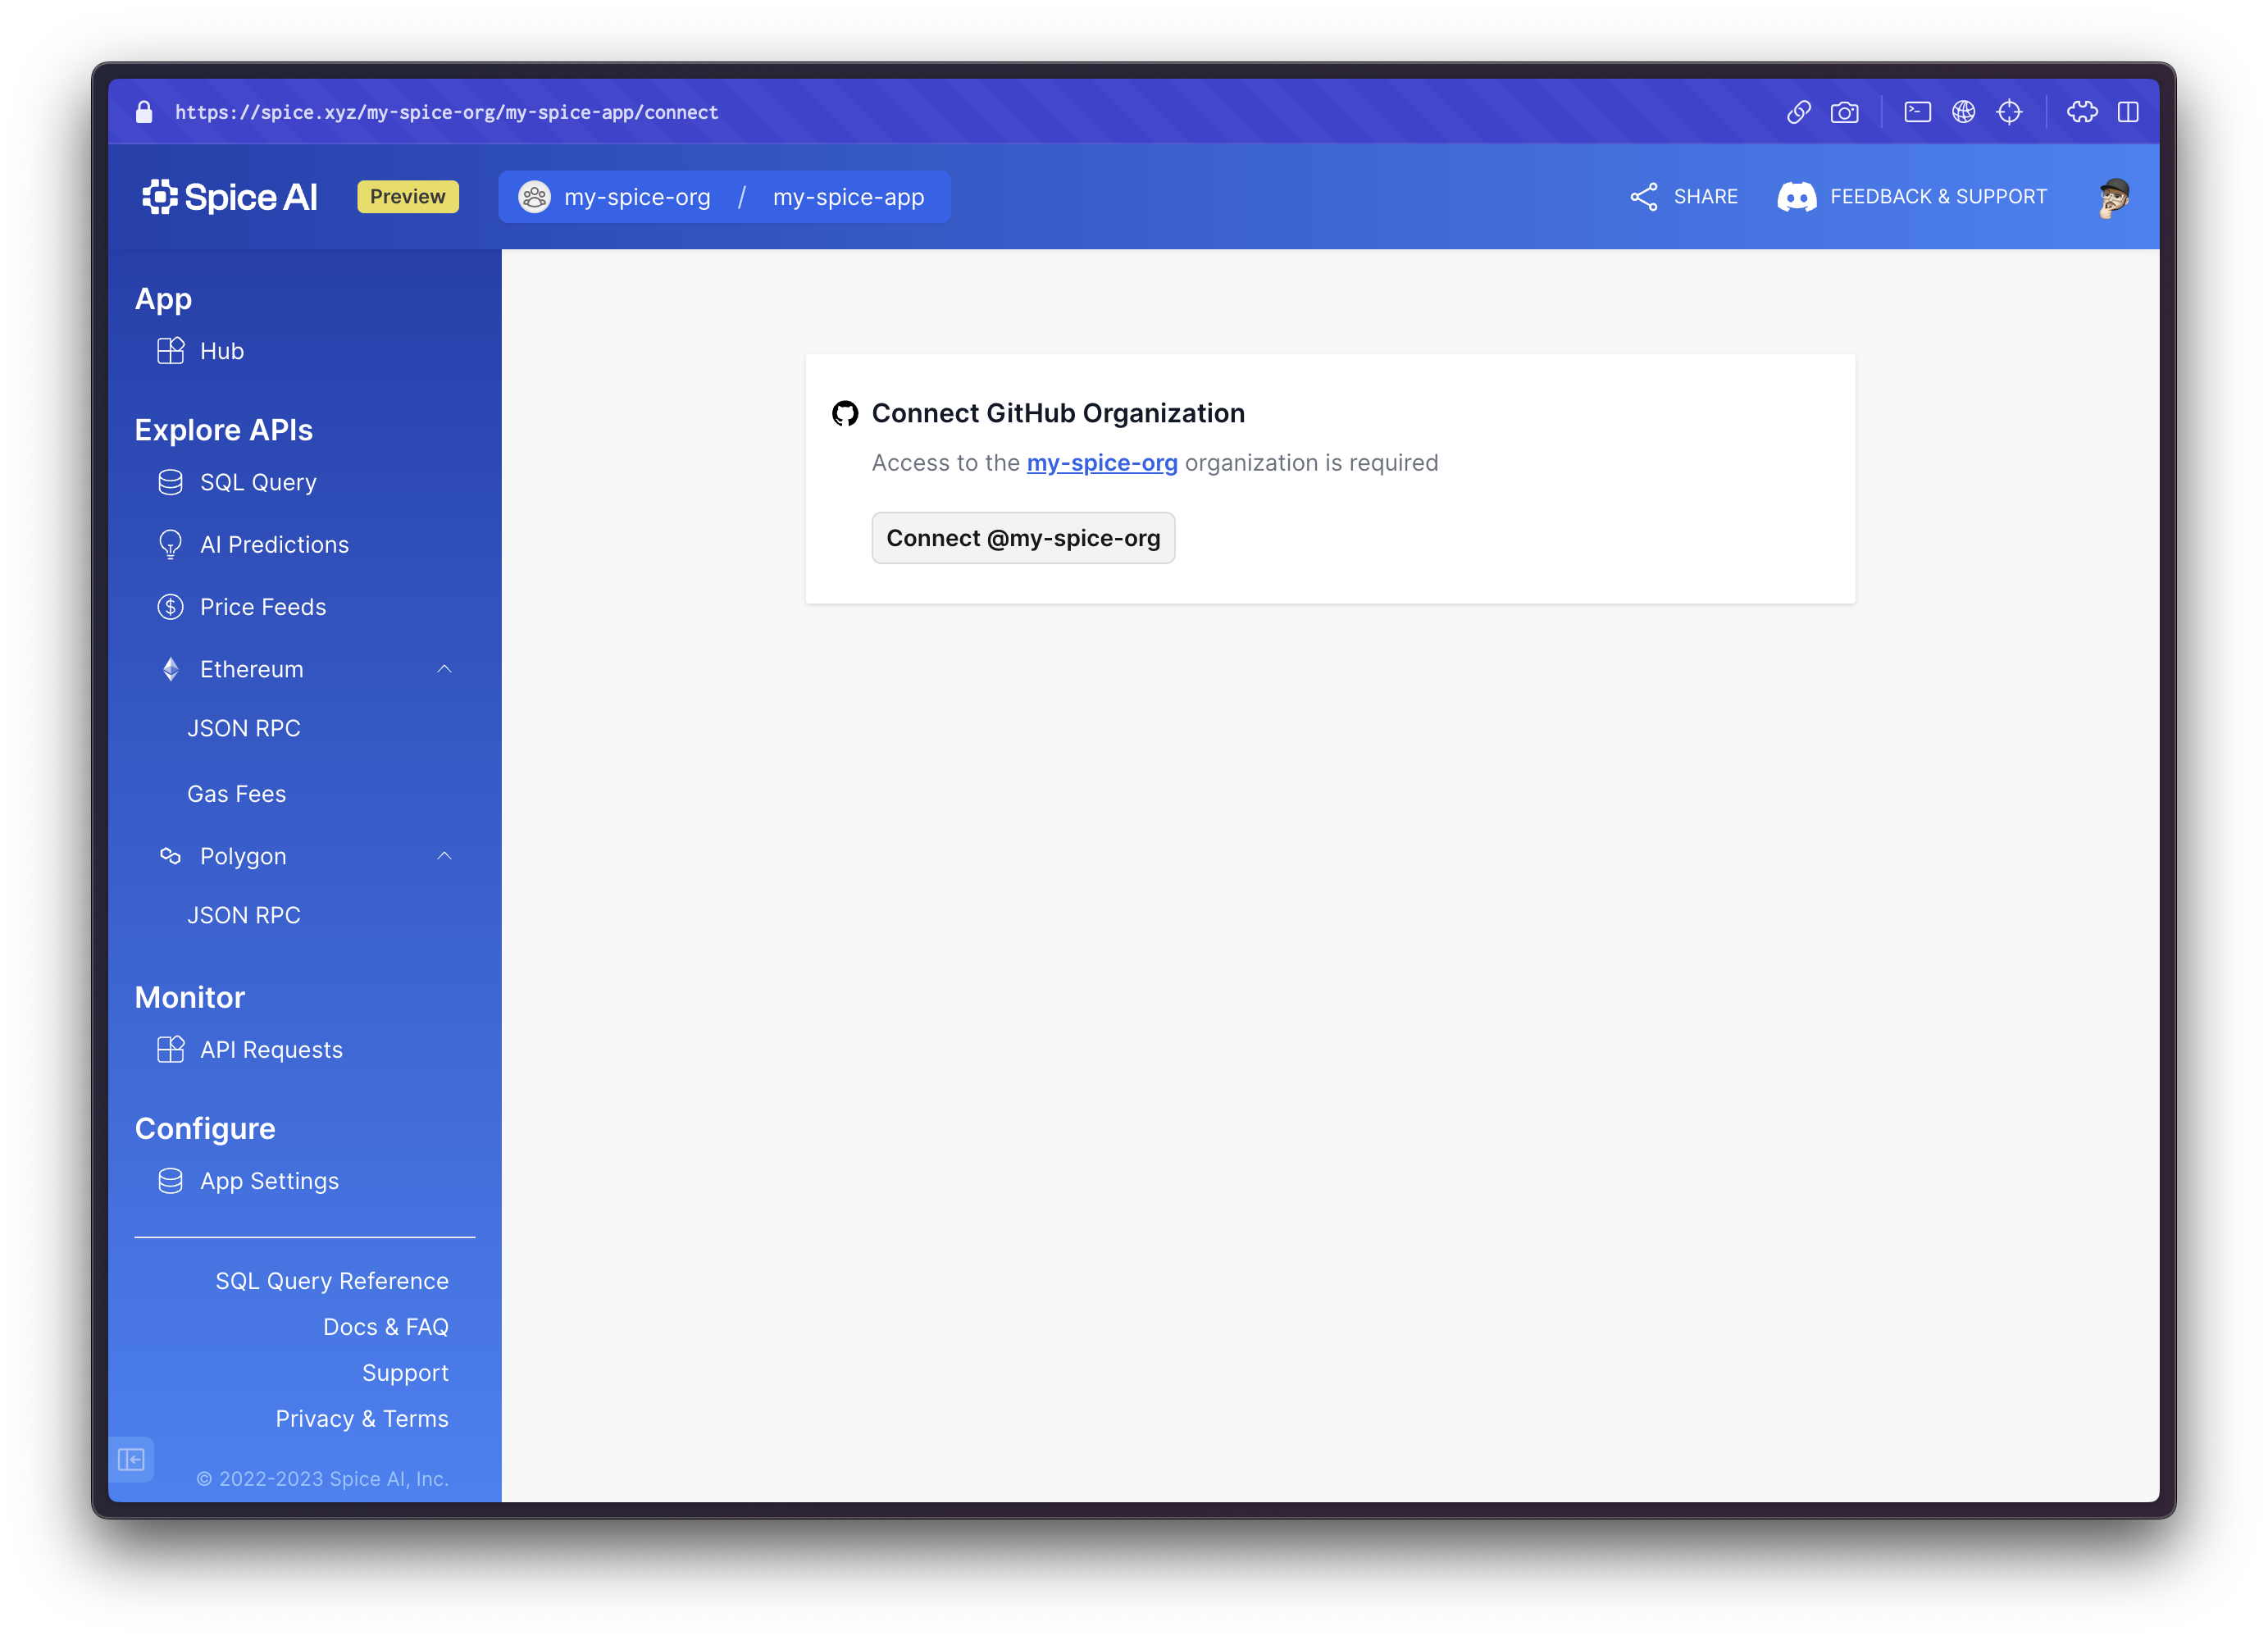 https://spice.xyz/my-spice-org/my-spice-app/connect
Spice AI
Preview
my-spice-org / my-spice-app
SHARE
FEEDBACK & SUPPORT
App
Hub
Explore APIs
SQL Query
AI Predictions
Price Feeds
Ethereum
JSON RPC
Gas Fees
Polygon
JSON RPC
Monitor
API Requests
Configure
App Settings
SQL Query Reference
Docs & FAQ
Support
Privacy & Terms
© 2022-2023 Spice AI, Inc.
Connect GitHub Organization
Access to the my-spice-org organization is required
Connect @my-spice-org